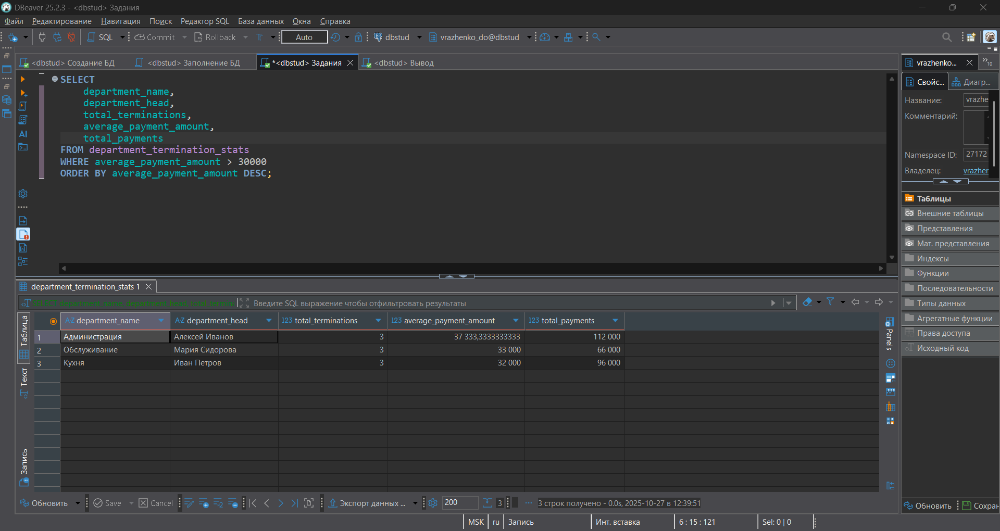 DBeaver 25.2.3 - <dbstud> Задания
Файл Редактирование Навигация Поиск Редактор SQL База данных Окна Справка
SQL Commit Rollback T Auto dbstud vrazhenko_do@dbstud
<dbstud> Создание БД <dbstud> Заполнение БД *<dbstud> Задания <dbstud> Вывод
SELECT
department_name,
department_head,
total_terminations,
average_payment_amount,
total_payments
FROM department_termination_stats
WHERE average_payment_amount > 30000
ORDER BY average_payment_amount DESC;
AI
department_termination_stats 1
SELECT department_name, department_head, total_termina Введите SQL выражение чтобы отфильтровать результаты
Таблица
Текст
Запись
A-Z department_name A-Z department_head 123 total_terminations 123 average_payment_amount 123 total_payments
1 Администрация Алексей Иванов 3 37 333,3333333333 112 000
2 Обслуживание Мария Сидорова 3 33 000 66 000
3 Кухня Иван Петров 3 32 000 96 000
Panels
Обновить Save Cancel Экспорт данных ... 200 3 ... 3 строк получено - 0.0s, 2025-10-27 в 12:39:51
vrazhenko... »10
Свойс... Диагр...
Название: vrazhe
Комментарий:
Namespace ID: 27172
Владелец: vrazhen
Таблицы
Внешние таблицы
Представления
Мат. представления
Индексы
Функции
Последовательности
Типы данных
Агрегатные функции
Права доступа
Исходный код
Обновить Сохран
MSK ru Запись Инт. вставка 6 : 15 : 121 Sel: 0 | 0